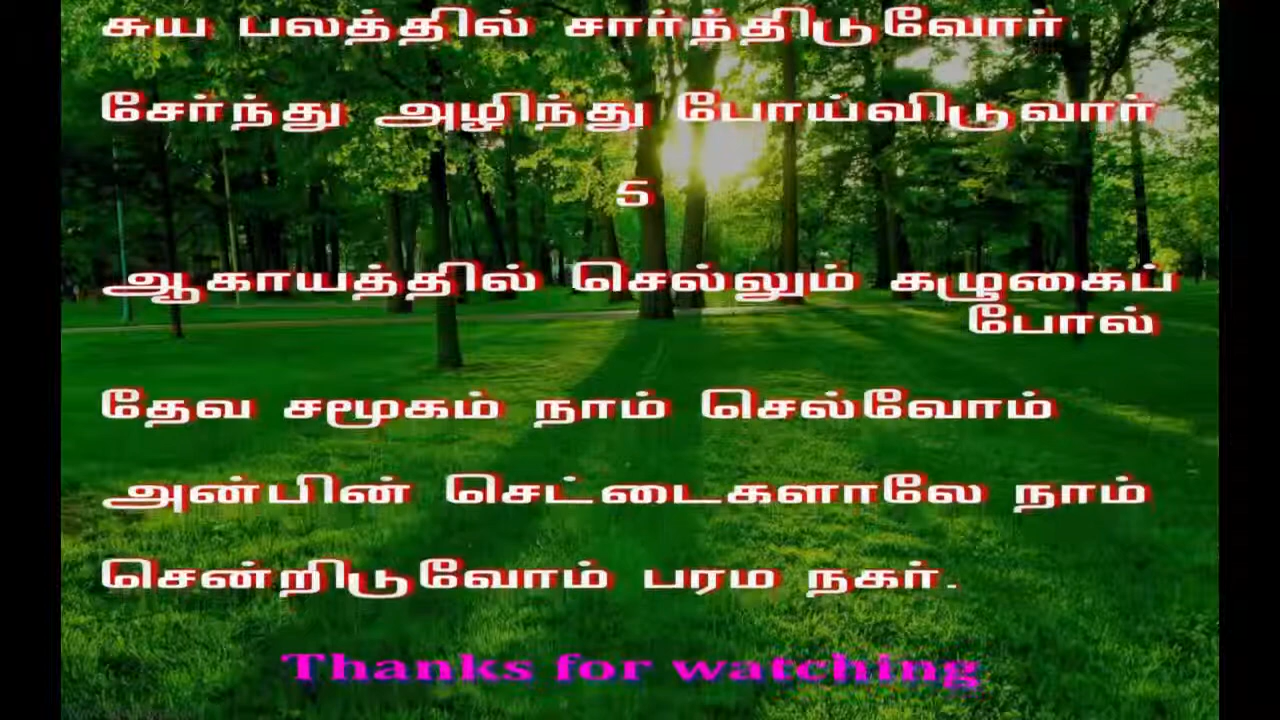 சுய பலத்தில் சார்ந்திடுவோர்
சேர்ந்து அழிந்து போய்விடுவார்
5
ஆகாயத்தில் செல்லும் கழுகைப்
போல்
தேவ சமூகம் நாம் செல்வோம்
அன்பின் செட்டைகளாலே நாம்
சென்றிடுவோம் பரம நகர்.
Thanks for watching